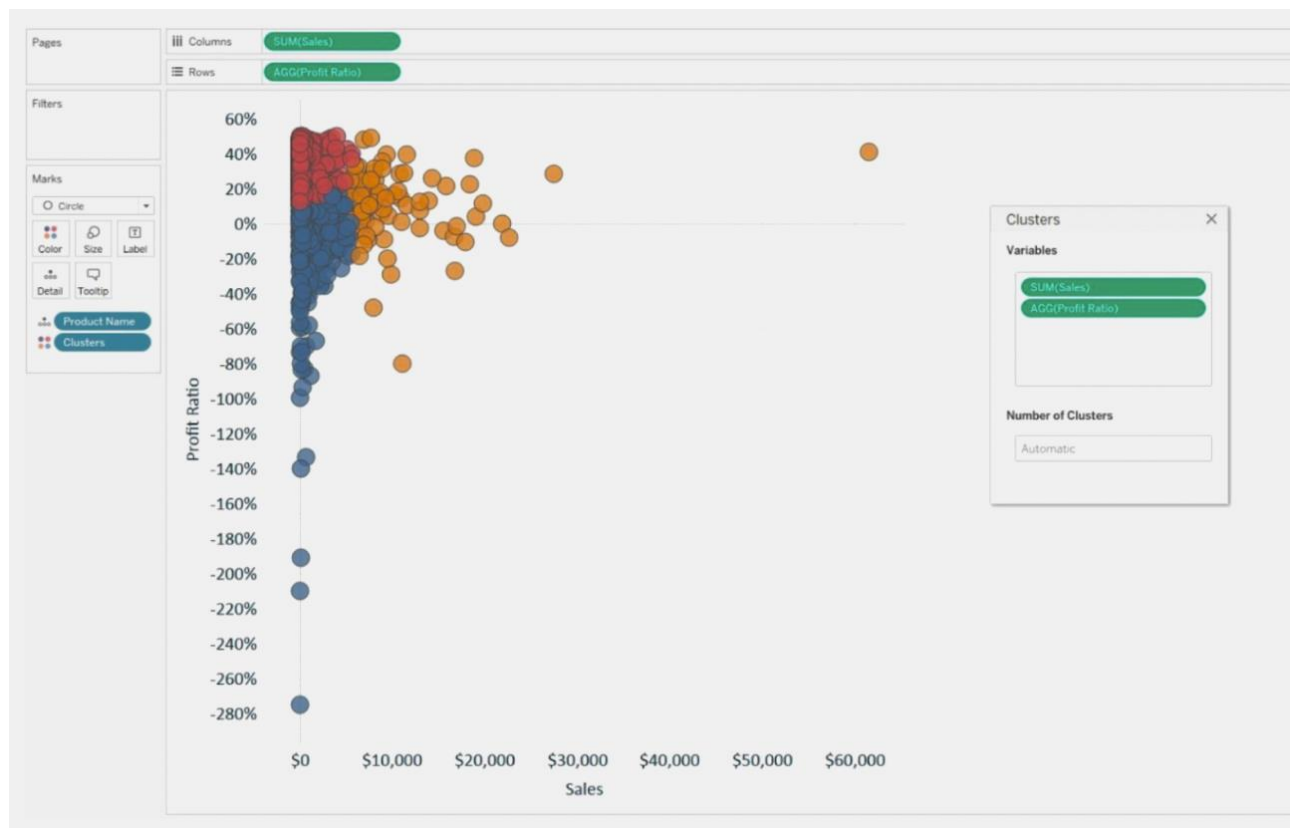 Pages
Columns
SUM(Sales)
Rows
AGG(Profit Ratio)
Filters
Marks
Circle
Color
Size
Label
Detail
Tooltip
Product Name
Clusters
60%
40%
20%
0%
-20%
-40%
-60%
-80%
-100%
-120%
-140%
-160%
-180%
-200%
-220%
-240%
-260%
-280%
Profit Ratio
$0
$10,000
$20,000
$30,000
$40,000
$50,000
$60,000
Sales
Clusters
Variables
SUM(Sales)
AGG(Profit Ratio)
Number of Clusters
Automatic